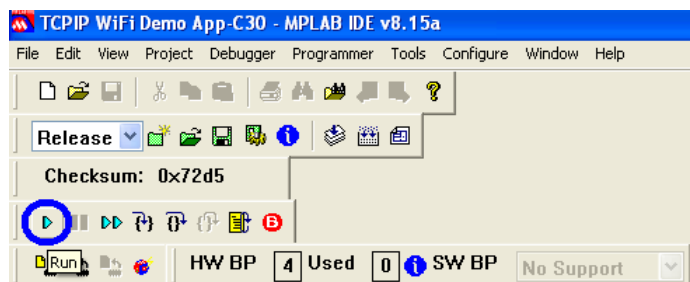 TCPIP WiFi Demo App-C30 - MPLAB IDE v8.15a
File Edit View Project Debugger Programmer Tools Configure Window Help
Release
Checksum: 0x72d5
Run HW BP 4 Used 0 SW BP No Support